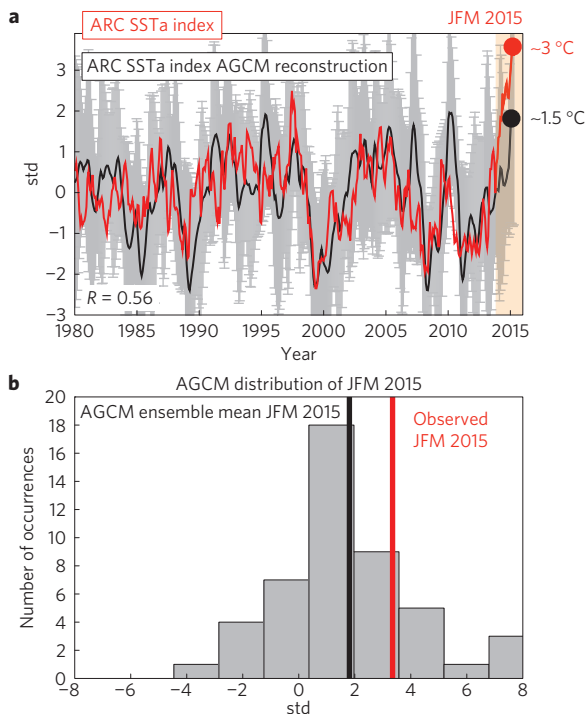 a
JFM 2015
ARC SSTa index
ARC SSTa index AGCM reconstruction
~3 °C
~1.5 °C
std
3
2
1
0
−1
−2
−3
R = 0.56
1980 1985 1990 1995 2000 2005 2010 2015
Year
b
AGCM distribution of JFM 2015
AGCM ensemble mean JFM 2015
Observed
JFM 2015
Number of occurrences
20
18
16
14
12
10
8
6
4
2
0
−8 −6 −4 −2 0 2 4 6 8
std